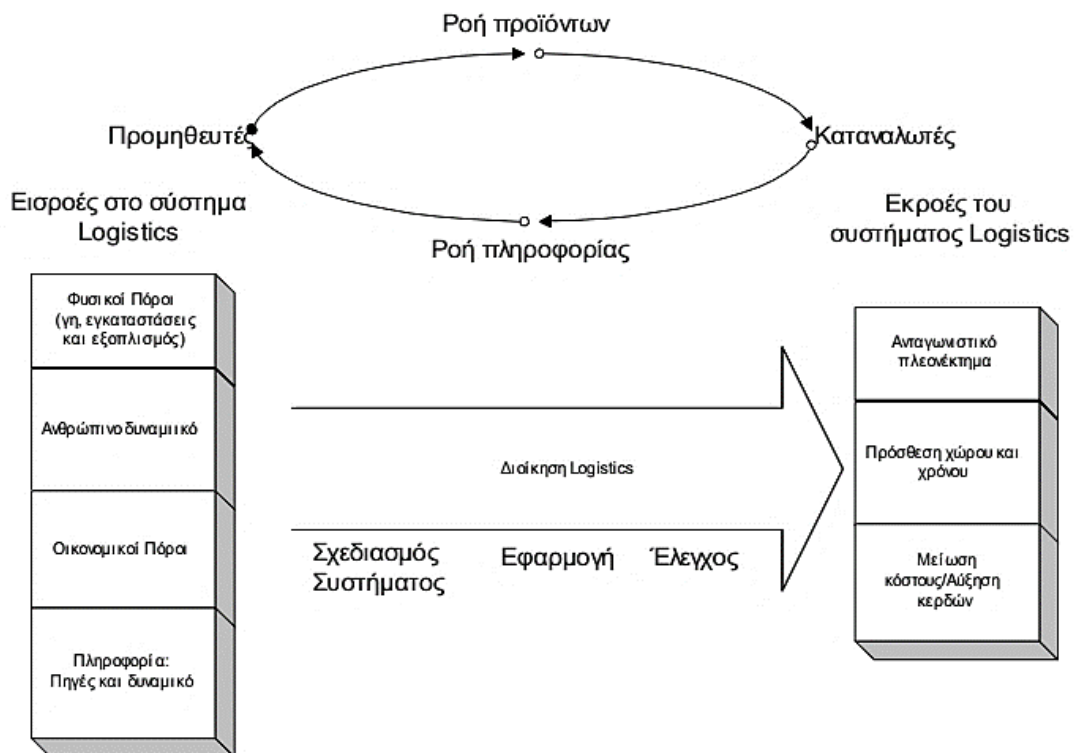 Ροή προϊόντων
Προμηθευτές
Καταναλωτές
Εισροές στο σύστημα
Logistics
Εκροές του
συστήματος Logistics
Ροή πληροφορίας
Φυσικοί Πόροι
(γη, εγκαταστάσεις
και εξοπλισμός)
Ανθρώπινο δυναμιικό
Οικονομικοί Πόροι
Πληροφορία:
Πηγές και δυναμικό
Διοίκηση Logistics
Σχεδιασμός
Συστήματος
Εφαρμογή
Έλεγχος
Ανταγωνιστικό
πλεονέκτημα
Πρόσθεση χώρου και
χρόνου
Μείωση
κόστους/Αύξηση
κερδών